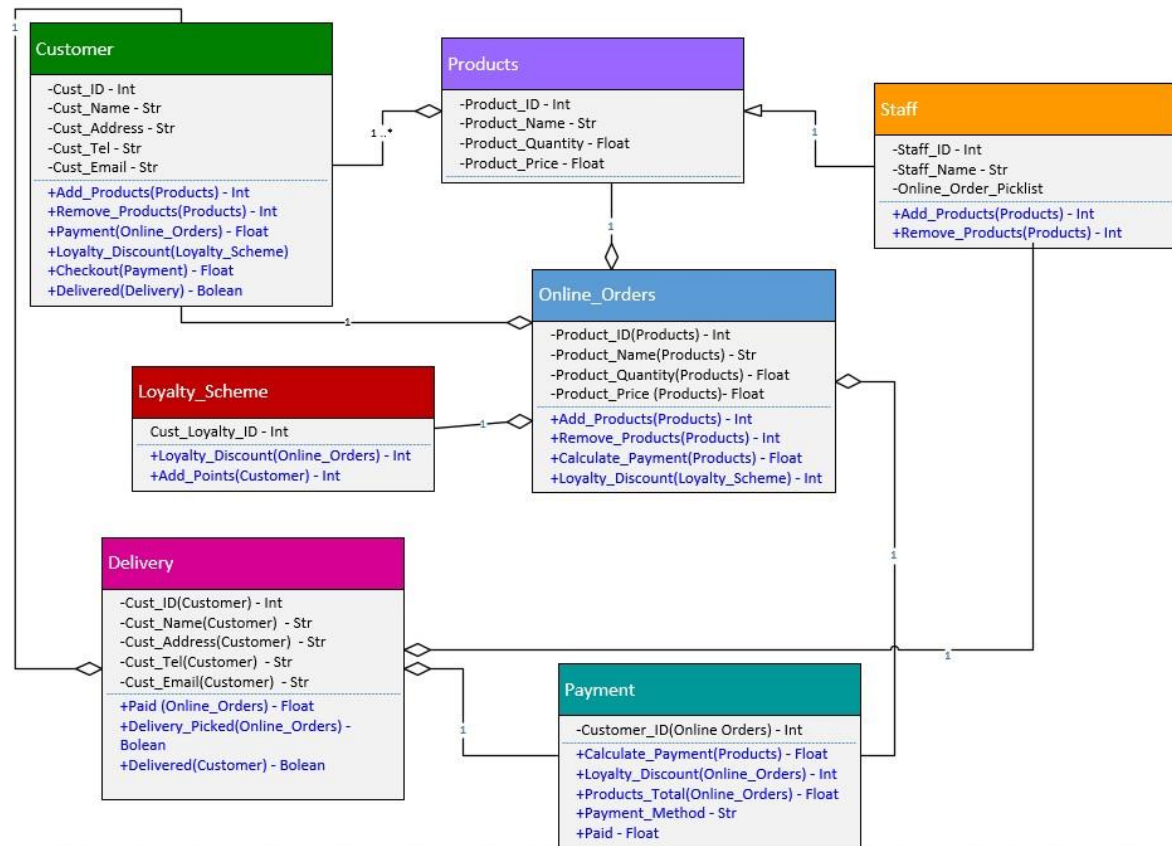 1
Customer
-Cust_ID - Int
-Cust_Name - Str
-Cust_Address - Str
-Cust_Tel - Str
-Cust_Email - Str
+Add_Products(Products) - Int
+Remove_Products(Products) - Int
+Payment(Online_Orders) - Float
+Loyalty_Discount(Loyalty_Scheme)
+Checkout(Payment) - Float
+Delivered(Delivery) - Bolean
1..*
Products
-Product_ID - Int
-Product_Name - Str
-Product_Quantity - Float
-Product_Price - Float
1
Staff
-Staff_ID - Int
-Staff_Name - Str
-Online_Order_Picklist
+Add_Products(Products) - Int
+Remove_Products(Products) - Int
1
1
Online_Orders
-Product_ID(Products) - Int
-Product_Name(Products) - Str
-Product_Quantity(Products) - Float
-Product_Price (Products)- Float
+Add_Products(Products) - Int
+Remove_Products(Products) - Int
+Calculate_Payment(Products) - Float
+Loyalty_Discount(Loyalty_Scheme) - Int
Loyalty_Scheme
Cust_Loyalty_ID - Int
+Loyalty_Discount(Online_Orders) - Int
+Add_Points(Customer) - Int
1
1
Delivery
-Cust_ID(Customer) - Int
-Cust_Name(Customer) - Str
-Cust_Address(Customer) - Str
-Cust_Tel(Customer) - Str
-Cust_Email(Customer) - Str
+Paid (Online_Orders) - Float
+Delivery_Picked(Online_Orders) -
Bolean
+Delivered(Customer) - Bolean
1
1
Payment
-Customer_ID(Online Orders) - Int
+Calculate_Payment(Products) - Float
+Loyalty_Discount(Online_Orders) - Int
+Products_Total(Online_Orders) - Float
+Payment_Method - Str
+Paid - Float